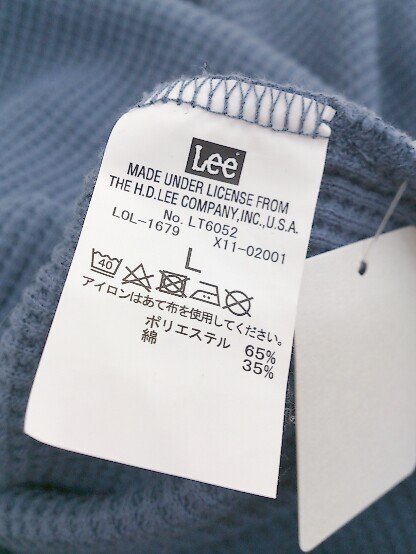 Lee
MADE UNDER LICENSE FROM
THE H.D.LEE COMPANY,INC.,U.S.A.
No. LT6052
LOL-1679 X11-02001
L
40
アイロンはあて布を使用してください。
ポリエステル 65%
綿 35%